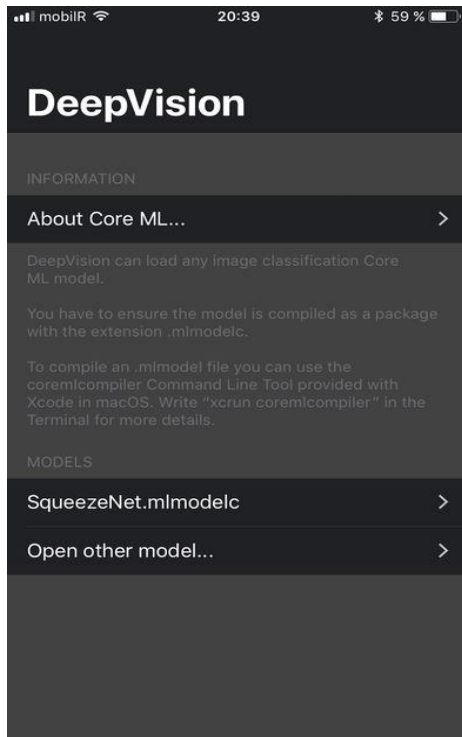 mobilR 20:39 59 %
DeepVision
INFORMATION
About Core ML...
DeepVision can load any image classification Core
ML model.
You have to ensure the model is compiled as a package
with the extension .mlmodelc.
To compile an .mlmodel file you can use the
coremlcompiler Command Line Tool provided with
Xcode in macOS. Write “xcrun coremlcompiler” in the
Terminal for more details.
MODELS
SqueezeNet.mlmodelc
Open other model...